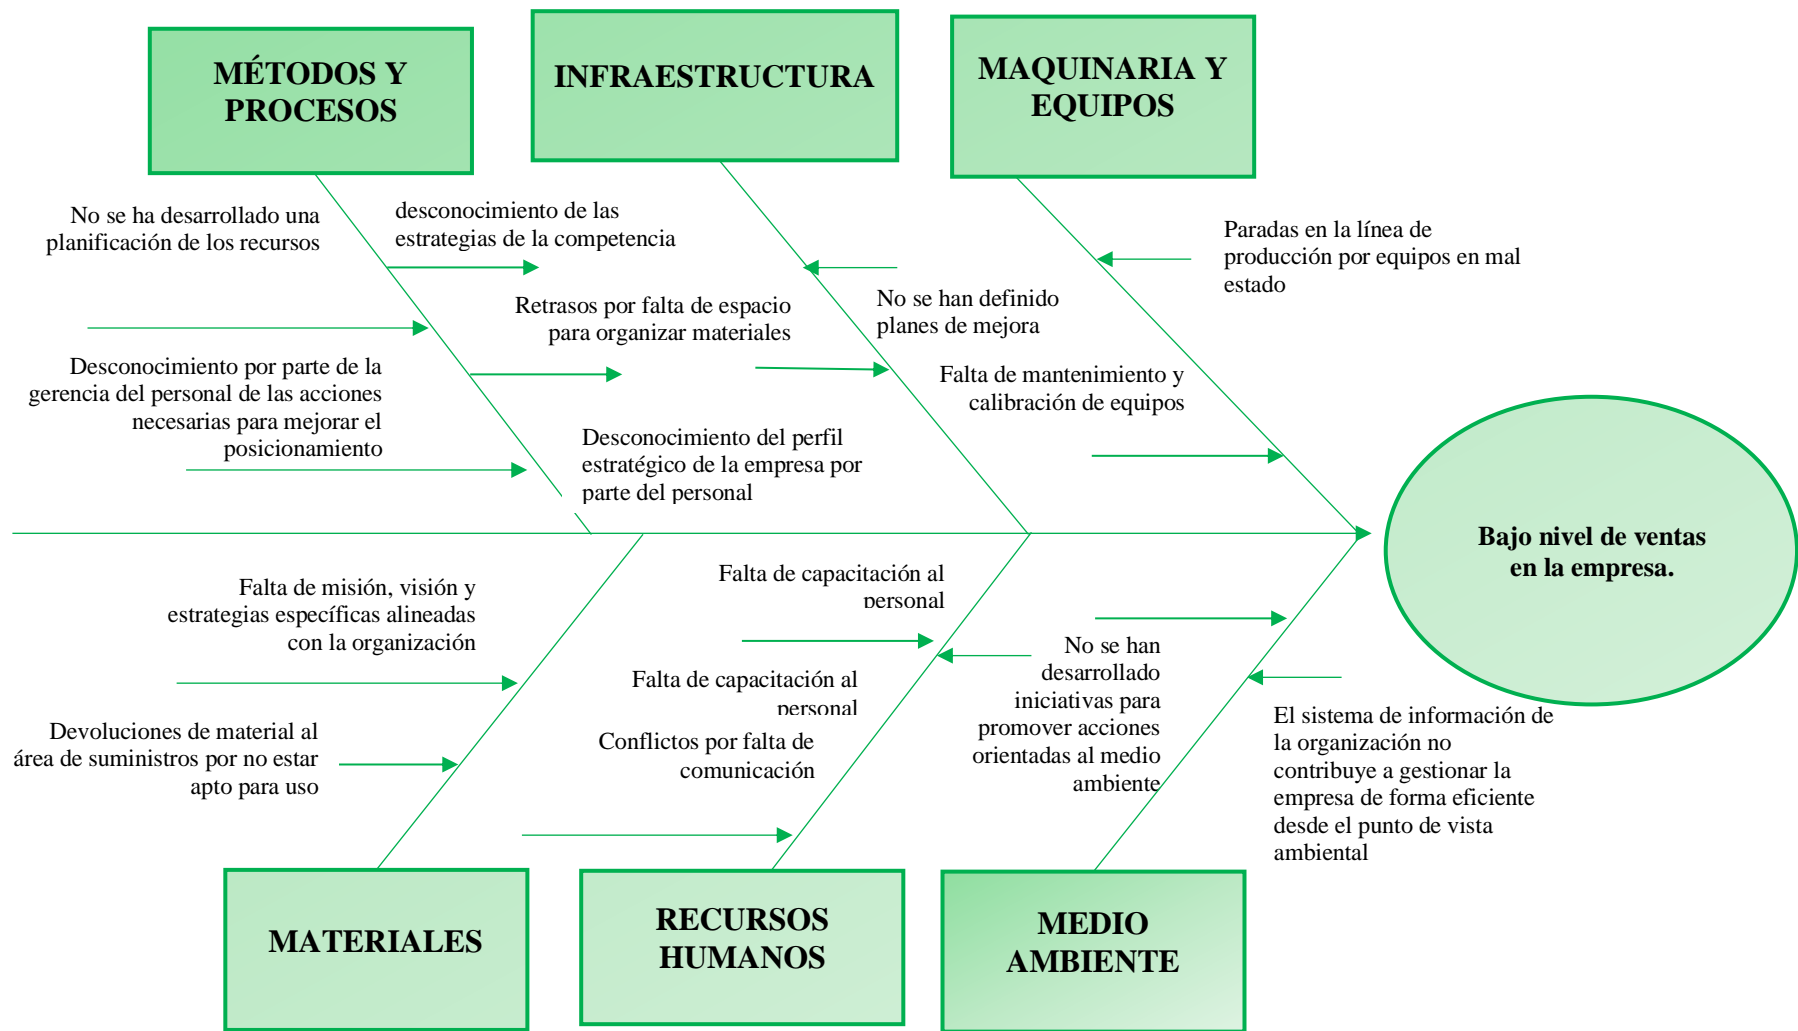 MÉTODOS Y
PROCESOS
INFRAESTRUCTURA
MAQUINARIA Y
EQUIPOS
No se ha desarrollado una
planificación de los recursos
desconocimiento de las
estrategias de la competencia
Paradas en la línea de
producción por equipos en mal
estado
Retrasos por falta de espacio
para organizar materiales
No se han definido
planes de mejora
Desconocimiento por parte de la
gerencia del personal de las acciones
necesarias para mejorar el
posicionamiento
Falta de mantenimiento y
calibración de equipos
Desconocimiento del perfil
estratégico de la empresa por
parte del personal
Bajo nivel de ventas
en la empresa.
Falta de misión, visión y
estrategias específicas alineadas
con la organización
Falta de capacitación al
personal
Falta de capacitación al
personal
No se han
desarrollado
iniciativas para
promover acciones
orientadas al medio
ambiente
Devoluciones de material al
área de suministros por no estar
apto para uso
Conflictos por falta de
comunicación
El sistema de información de
la organización no
contribuye a gestionar la
empresa de forma eficiente
desde el punto de vista
ambiental
MATERIALES
RECURSOS
HUMANOS
MEDIO
AMBIENTE